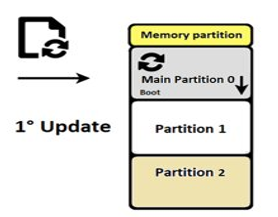 Memory partition
Main Partition 0
Boot
1° Update
Partition 1
Partition 2